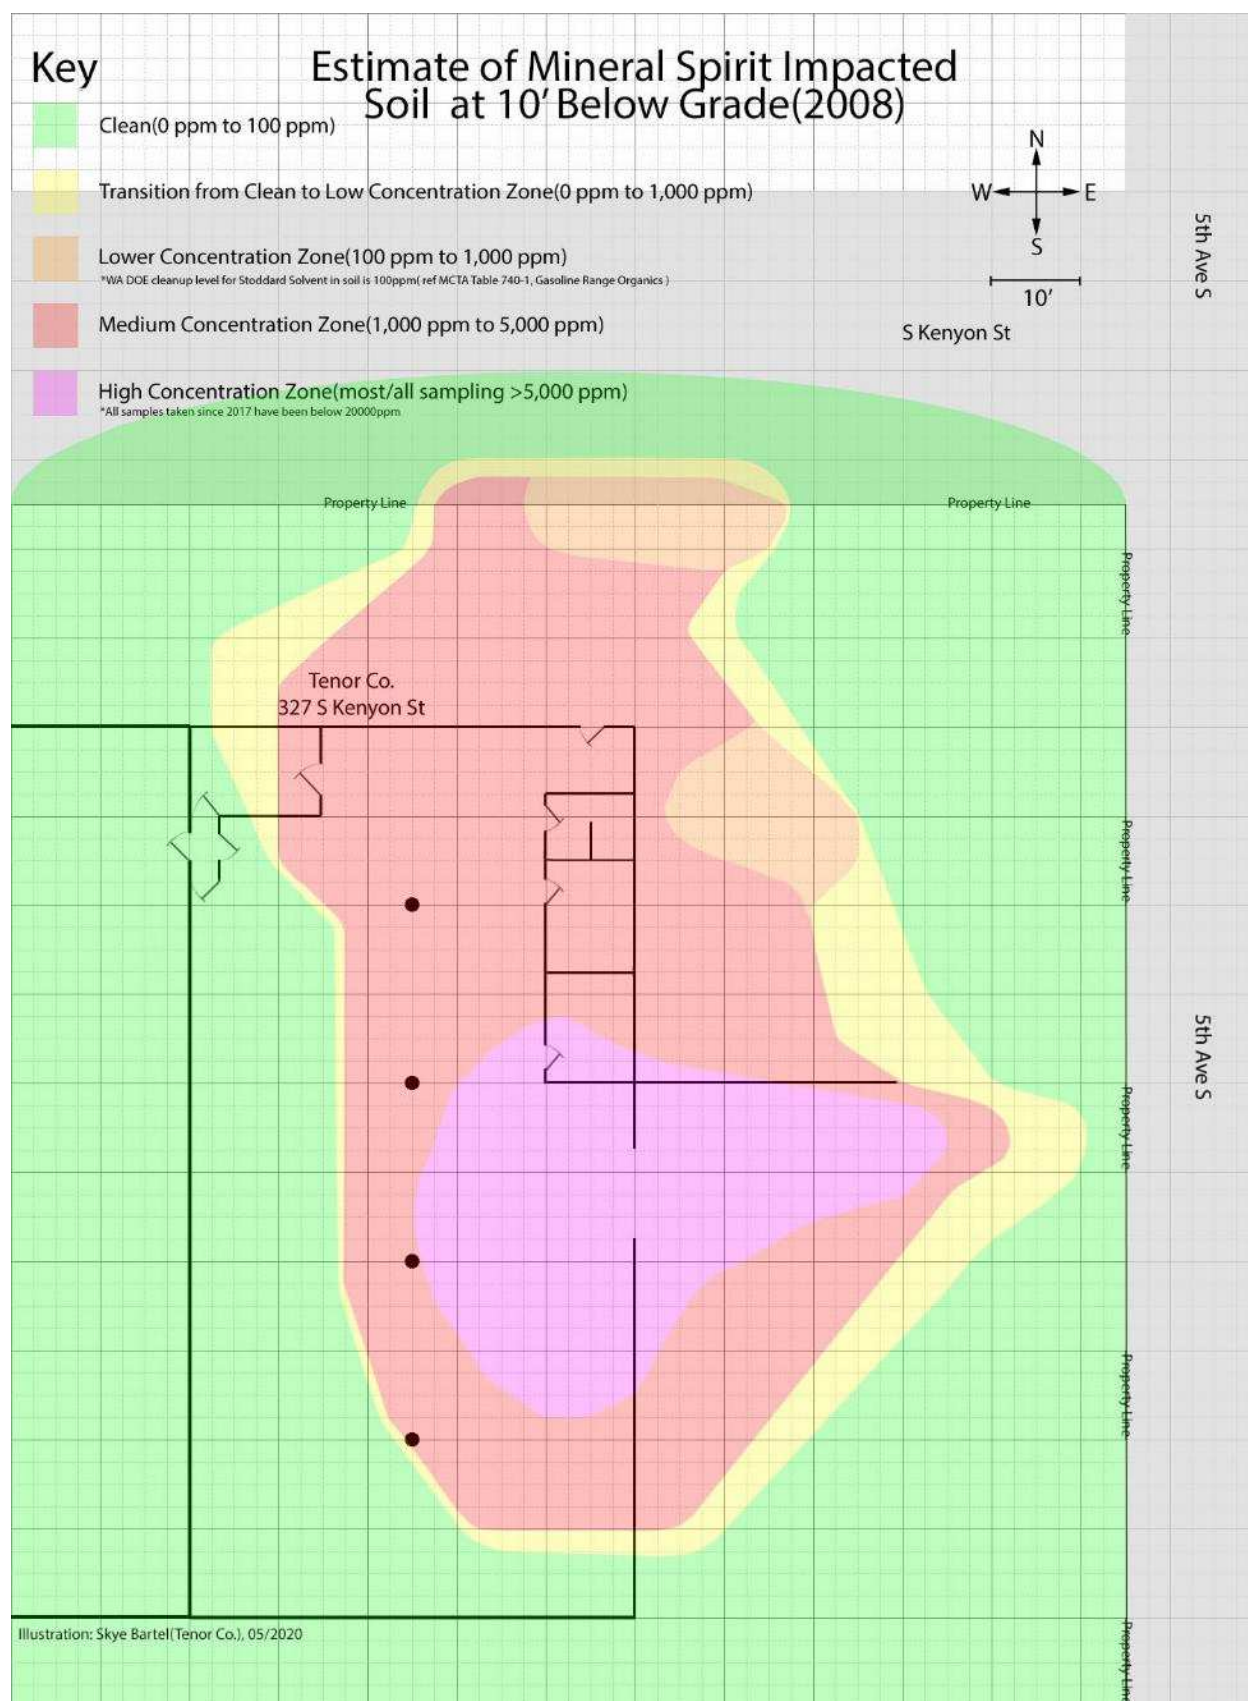 Key
Estimate of Mineral Spirit Impacted
Soil at 10' Below Grade(2008)
Clean(0 ppm to 100 ppm)
Transition from Clean to Low Concentration Zone(0 ppm to 1,000 ppm)
Lower Concentration Zone(100 ppm to 1,000 ppm)
*WA DOE cleanup level for Stoddard Solvent in soil is 100ppm( ref MCTA Table 740-1, Gasoline Range Organics )
Medium Concentration Zone(1,000 ppm to 5,000 ppm)
High Concentration Zone(most/all sampling >5,000 ppm)
*All samples taken since 2017 have been below 20000ppm
N
W E
S
10'
S Kenyon St
5th Ave S
Property Line
Property Line
Property Line
Tenor Co.
327 S Kenyon St
Property Line
5th Ave S
Property Line
Property Line
Property Line
Illustration: Skye Bartel(Tenor Co.), 05/2020